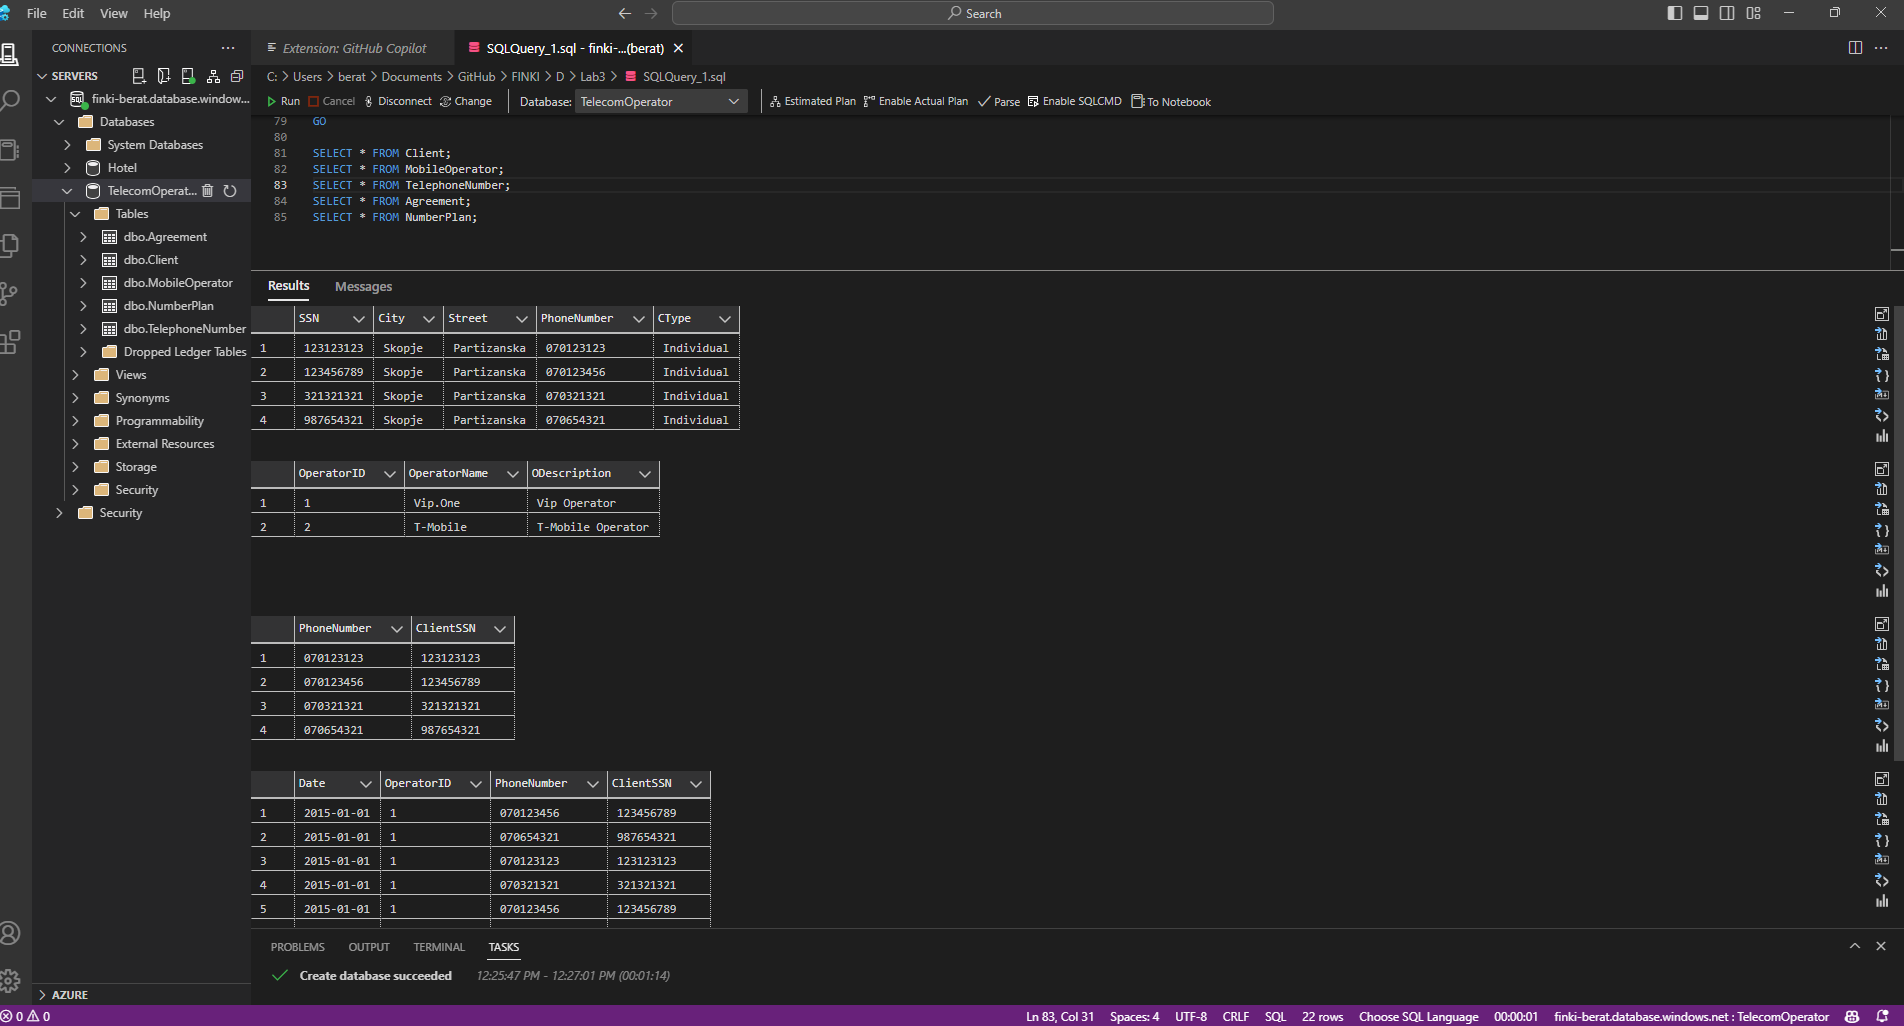 File Edit View Help
Search
CONNECTIONS
SERVERS
finki-berat.database.window...
Databases
System Databases
Hotel
TelecomOperat...
Tables
dbo.Agreement
dbo.Client
dbo.MobileOperator
dbo.NumberPlan
dbo.TelephoneNumber
Dropped Ledger Tables
Views
Synonyms
Programmability
External Resources
Storage
Security
Security
AZURE
Extension: GitHub Copilot
SQLQuery_1.sql - finki-...(berat)
C: > Users > berat > Documents > GitHub > FINKI > D > Lab3 > SQLQuery_1.sql
Run Cancel Disconnect Change Database: TelecomOperator Estimated Plan Enable Actual Plan Parse Enable SQLCMD To Notebook
79 GO
80
81 SELECT * FROM Client;
82 SELECT * FROM MobileOperator;
83 SELECT * FROM TelephoneNumber;
84 SELECT * FROM Agreement;
85 SELECT * FROM NumberPlan;
Results Messages
SSN City Street PhoneNumber CType
1 123123123 Skopje Partizanska 070123123 Individual
2 123456789 Skopje Partizanska 070123456 Individual
3 321321321 Skopje Partizanska 070321321 Individual
4 987654321 Skopje Partizanska 070654321 Individual
OperatorID OperatorName ODescription
1 1 Vip.One Vip Operator
2 2 T-Mobile T-Mobile Operator
PhoneNumber ClientSSN
1 070123123 123123123
2 070123456 123456789
3 070321321 321321321
4 070654321 987654321
Date OperatorID PhoneNumber ClientSSN
1 2015-01-01 1 070123456 123456789
2 2015-01-01 1 070654321 987654321
3 2015-01-01 1 070123123 123123123
4 2015-01-01 1 070321321 321321321
5 2015-01-01 1 070123456 123456789
PROBLEMS OUTPUT TERMINAL TASKS
Create database succeeded 12:25:47 PM - 12:27:01 PM (00:01:14)
0 0 Ln 83, Col 31 Spaces: 4 UTF-8 CRLF SQL 22 rows Choose SQL Language 00:00:01 finki-berat.database.windows.net : TelecomOperator